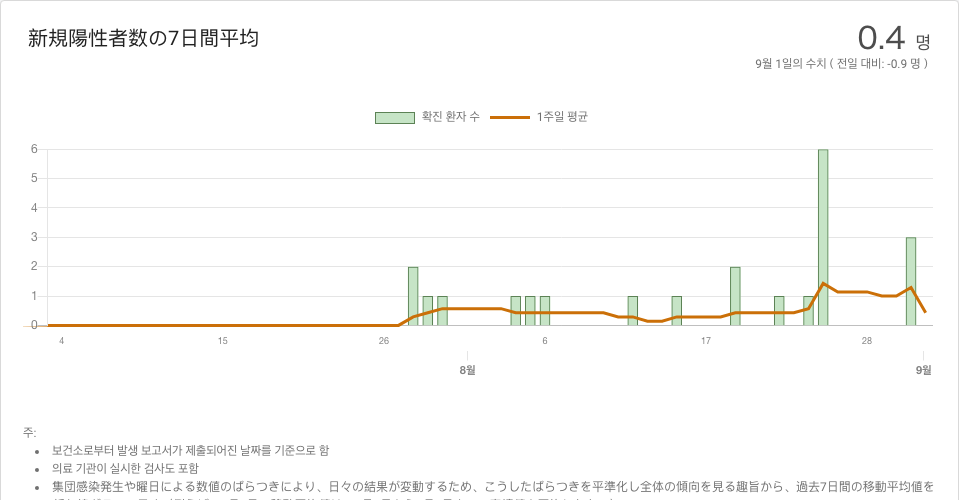 新規陽性者数の7日間平均
0.4 명
9월 1일의 수치 ( 전일 대비: -0.9 명 )
확진 환자 수
1주일 평균
6
5
4
3
2
1
0
4 15 26 6 17 28
8월 9월
주:
보건소로부터 발생 보고서가 제출되어진 날짜를 기준으로 함
의료 기관이 실시한 검사도 포함
集団感染発生や曜日による数値のばらつきにより、日々の結果が変動するため、こうしたばらつきを平準化し全体の傾向を見る趣旨から、過去7日間の移動平均値を